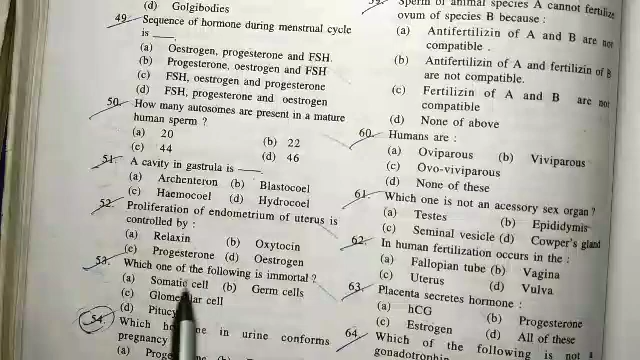 (d) Golgibodies
49. Sequence of hormone during menstrual cycle
is ____.
(a) Oestrogen, progesterone and FSH.
(b) Progesterone, oestrogen and FSH
(c) FSH, oestrogen and progesterone
(d) FSH, progesterone and oestrogen
50. How many autosomes are present in a mature
human sperm ?
(a) 20 (b) 22
(c) 44 (d) 46
51. A cavity in gastrula is ____.
(a) Archenteron (b) Blastocoel
(c) Haemocoel (d) Hydrocoel
52. Proliferation of endometrium of uterus is
controlled by :
(a) Relaxin (b) Oxytocin
(c) Progesterone (d) Oestrogen
53. Which one of the following is immortal ?
(a) Somatic cell (b) Germ cells
(c) cell
(d)
54. Which in urine conforms
pregnancy
(a)
59. Sperm of animal species A cannot fertilize
ovum of species B because :
(a) Antifertilizin of A and B are not
compatible .
(b) Antifertilizin of A and fertilizin of B
are not compatible.
(c) Fertilizin of A and B are not
compatible
(d) None of above
60. Humans are :
(a) Oviparous (b) Viviparous
(c) Ovo-viviparous
(d) None of these
61. Which one is not an acessory sex organ ?
(a) Testes (b) Epididymis
(c) Seminal vesicle (d) Cowper's gland
62. In human fertilization occurs in the :
(a) Fallopian tube (b) Vagina
(c) Uterus (d) Vulva
63. Placenta secretes hormone :
(a) hCG (b) Progesterone
(c) Estrogen (d) All of these
64. Which of the following is not